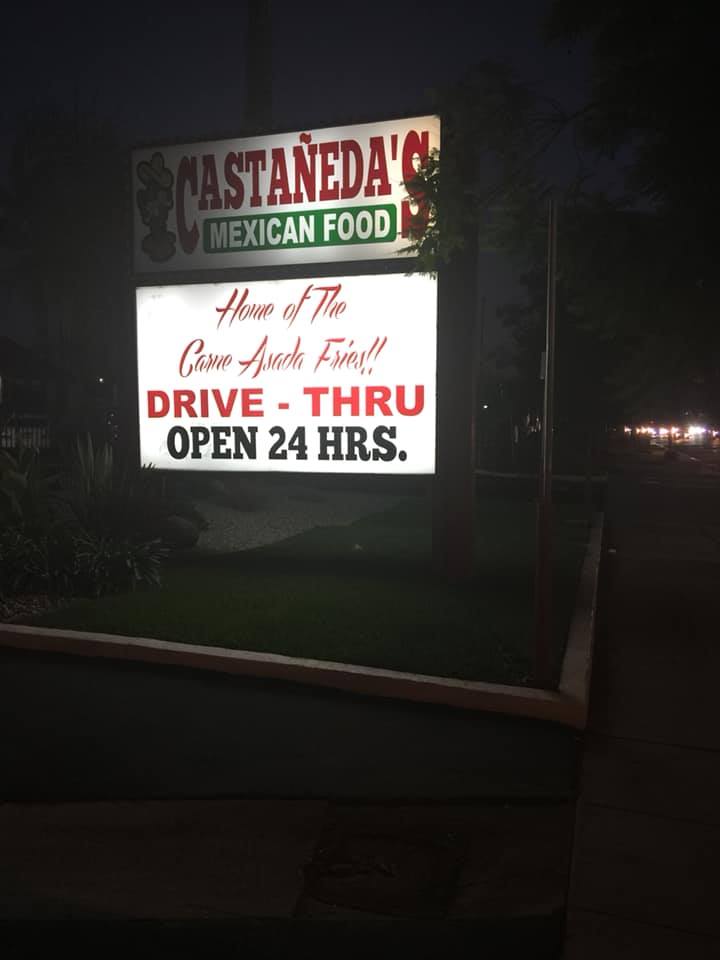 CASTAÑEDA'S
MEXICAN FOOD
Home of The
Carne Asada Fries!!
DRIVE - THRU
OPEN 24 HRS.